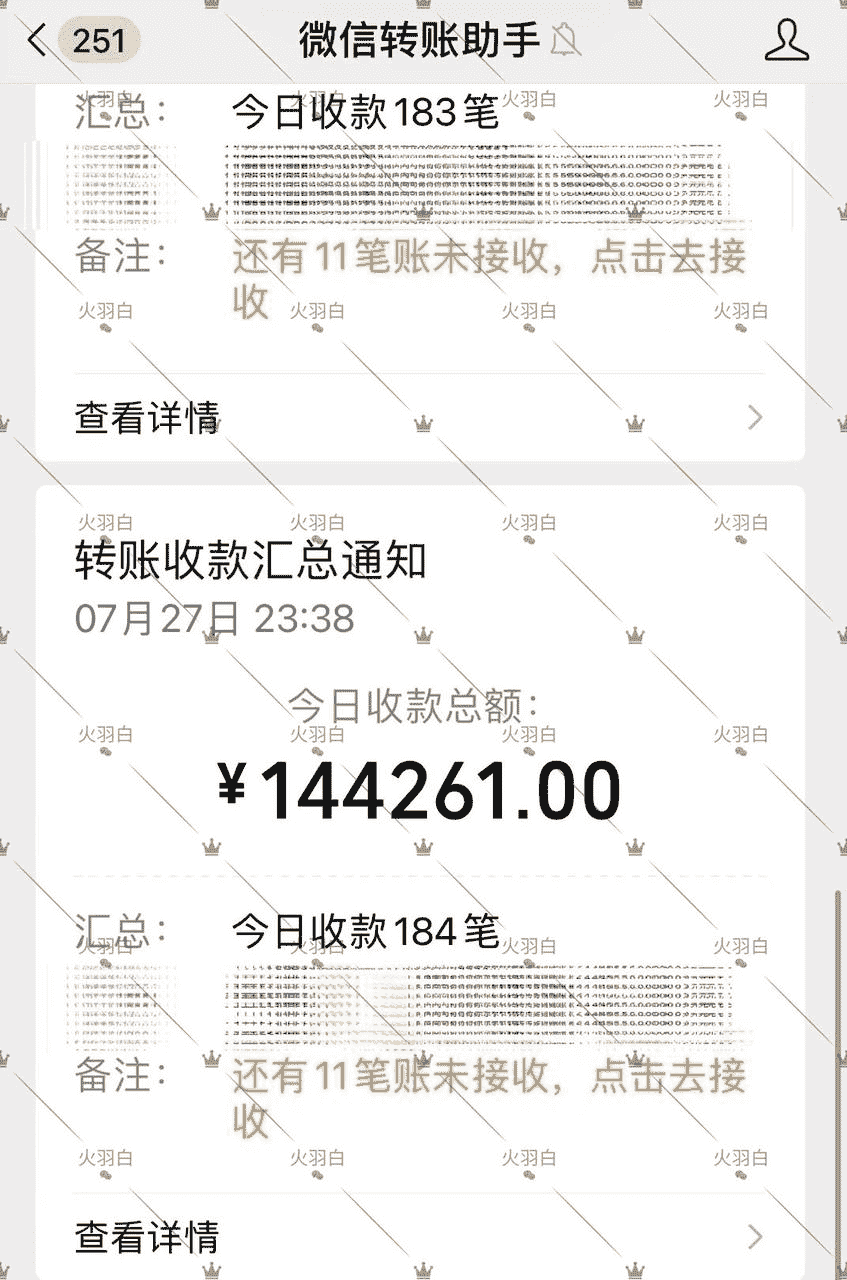 251
微信转账助手
汇总：
今日收款183笔
备注：
还有11笔账未接收，点击去接
收
查看详情
转账收款汇总通知
07月27日 23:38
今日收款总额：
¥144261.00
汇总：
今日收款184笔
备注：
还有11笔账未接收，点击去接
收
查看详情
火羽白